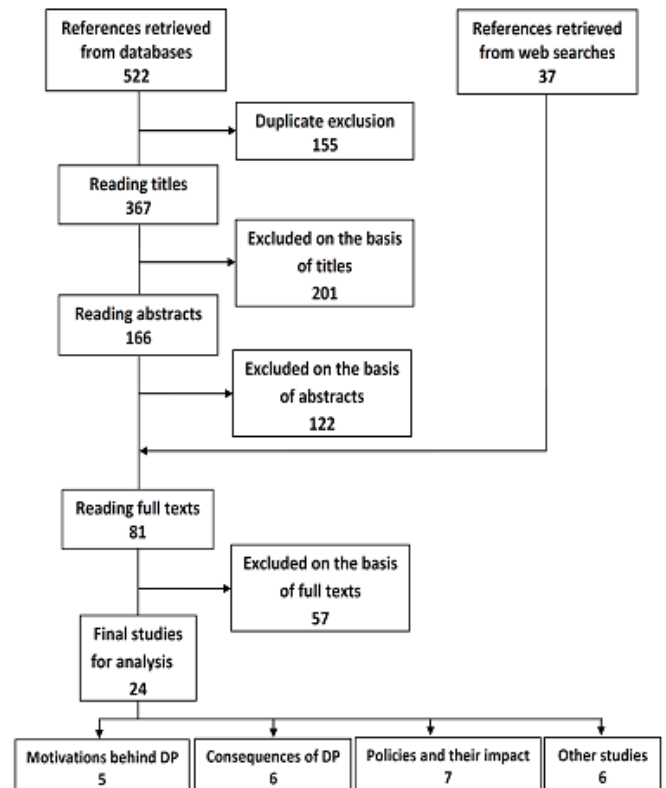 References retrieved
from databases
522
References retrieved
from web searches
37
Duplicate exclusion
155
Reading titles
367
Excluded on the basis
of titles
201
Reading abstracts
166
Excluded on the basis
of abstracts
122
Reading full texts
81
Excluded on the basis
of full texts
57
Final studies
for analysis
24
Motivations behind DP
5
Consequences of DP
6
Policies and their impact
7
Other studies
6